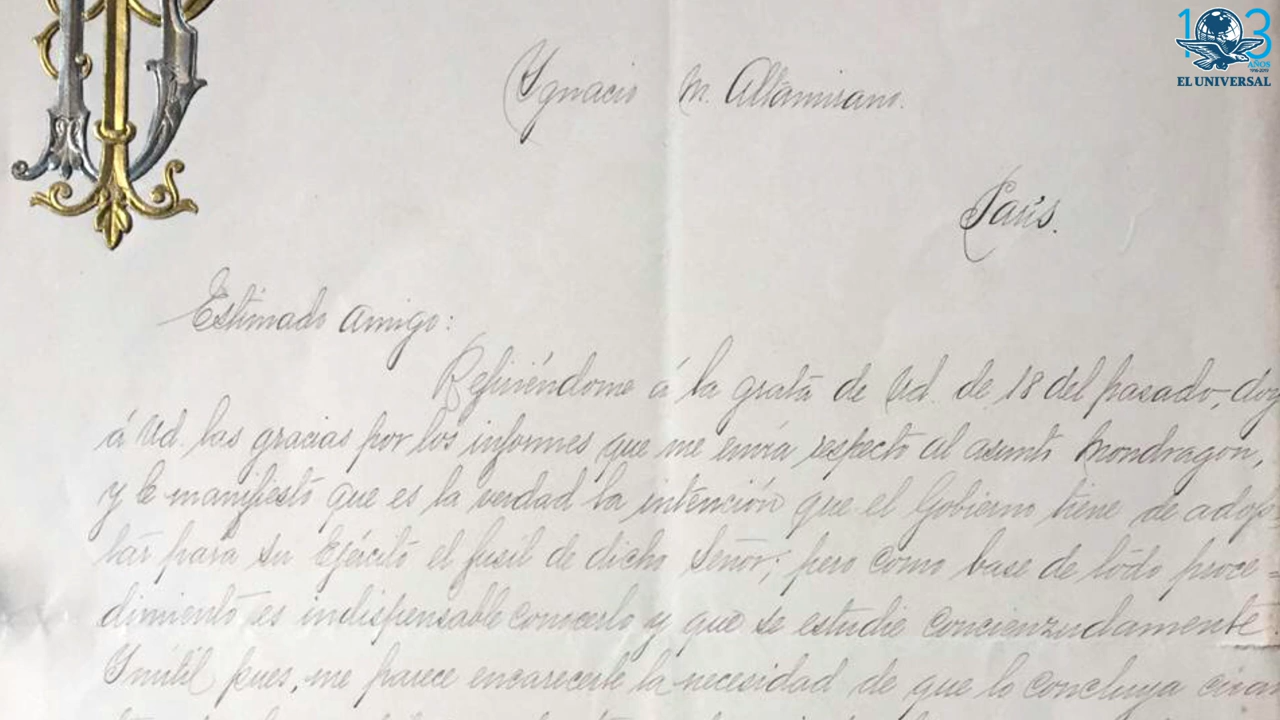 103
AÑOS
EL UNIVERSAL
Ignacio M. Altamirano.
París.
Estimado amigo:
Refiriéndome á la grata de Ud. de 18 del pasado, doy
á Ud. las gracias por los informes que me envía respecto al asunto Mondragon,
y le manifiesto que es la verdad la intención que el Gobierno tiene de adop-
tar para su Ejército el fusil de dicho Señor; pero como base de todo proce=
dimiento es indispensable conocerlo y que se estudie concienzudamente.
Inútil pues, me parece encarecerle la necesidad de que lo concluya cuan